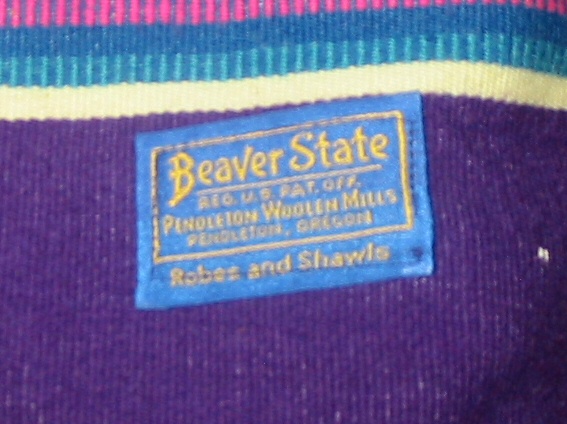 Beaver State
REG. U.S. PAT. OFF.
PENDLETON WOOLEN MILLS
PENDLETON, OREGON
Robes and Shawls